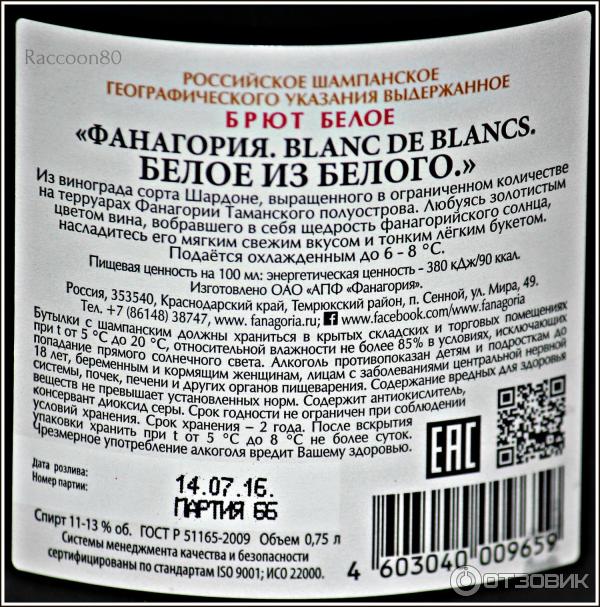 Raccoon80
РОССИЙСКОЕ ШАМПАНСКОЕ
ГЕОГРАФИЧЕСКОГО УКАЗАНИЯ ВЫДЕРЖАННОЕ
БРЮТ БЕЛОЕ
«ФАНАГОРИЯ. BLANC DE BLANCS.
БЕЛОЕ ИЗ БЕЛОГО.»
Из винограда сорта Шардоне, выращенного в ограниченном количестве
на терруарах Фанагории Таманского полуострова. Любуясь золотистым
цветом вина, вобравшего в себя щедрость фанагорийского солнца,
насладитесь его мягким свежим вкусом и тонким лёгким букетом.
Подаётся охлажденным до 6 - 8 °С.
Пищевая ценность на 100 мл: энергетическая ценность - 380 кДж/90 ккал.
Изготовлено ОАО «АПФ «Фанагория».
Россия, 353540, Краснодарский край, Темрюкский район, п. Сенной, ул. Мира, 49.
Тел. +7 (86148) 38747, www. fanagoria.ru; f www.facebook.com/www.fanagoria
Бутылки с шампанским должны храниться в крытых складских и торговых помещениях
при t от 5 °С до 20 °С, относительной влажности не более 85% в условиях, исключающих
попадание прямого солнечного света. Алкоголь противопоказан детям и подросткам до
18 лет, беременным и кормящим женщинам, лицам с заболеваниями центральной нервной
системы, почек, печени и других органов пищеварения. Содержание вредных для здоровья
веществ не превышает установленных норм. Содержит антиокислитель,
консервант диоксид серы. Срок годности не ограничен при соблюдении
условий хранения. Срок хранения – 2 года. После вскрытия
упаковки хранить при t от 5 °С до 8 °С не более суток.
Чрезмерное употребление алкоголя вредит Вашему здоровью.
EAC
Дата розлива: 14.07.16.
Номер партии: ПАРТИЯ 66
Спирт 11-13 % об. ГОСТ Р 51165-2009 Объем 0,75 л
Системы менеджмента качества и безопасности
сертифицированы по стандартам ISO 9001; ИСО 22000.
4 603040 009659
ОТЗОВИК